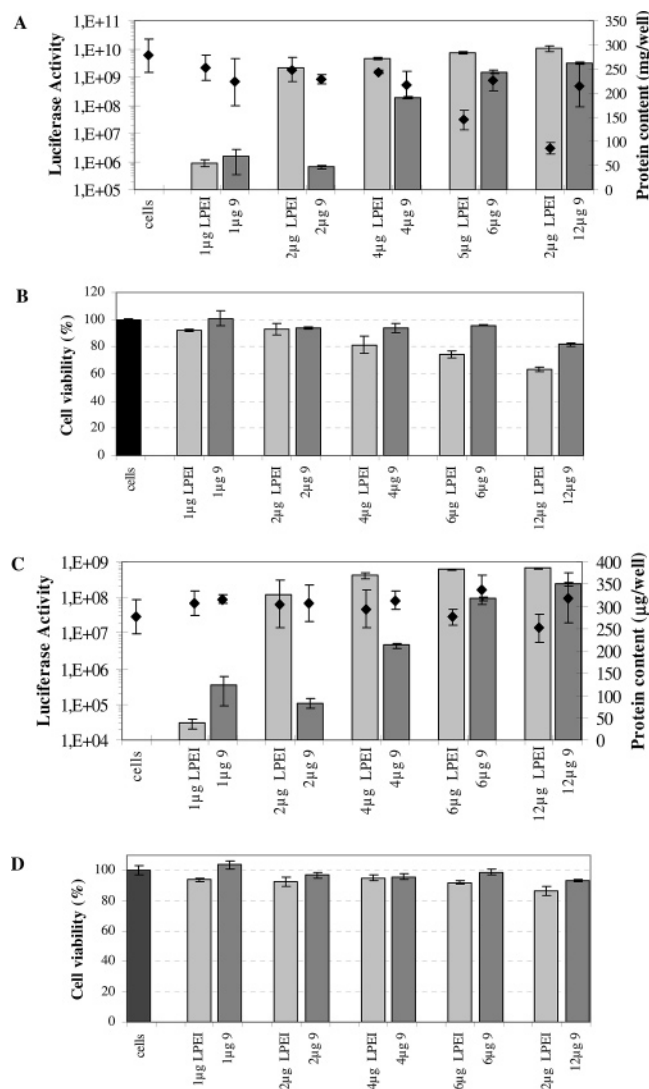 A
Luciferase Activity
1,E+11
1,E+10
1,E+09
1,E+08
1,E+07
1,E+06
1,E+05
350
300
250
200
150
100
50
0
Protein content (mg/well)
cells
1µg LPEI
1µg 9
2µg LPEI
2µg 9
4µg LPEI
4µg 9
5µg LPEI
6µg 9
2µg LPEI
12µg 9
B
Cell viability (%)
120
100
80
60
40
20
0
cells
1µg LPEI
1µg 9
2µg LPEI
2µg 9
4µg LPEI
4µg 9
6µg LPEI
6µg 9
12µg LPEI
12µg 9
C
Luciferase Activity
1,E+09
1,E+08
1,E+07
1,E+06
1,E+05
1,E+04
400
350
300
250
200
150
100
50
0
Protein content (µg/well)
cells
1µg LPEI
1µg 9
2µg LPEI
2µg 9
4µg LPEI
4µg 9
6µg LPEI
6µg 9
12µg LPEI
12µg 9
D
Cell viability (%)
100
80
60
40
20
0
cells
1µg LPEI
1µg 9
2µg LPEI
2µg 9
4µg LPEI
4µg 9
6µg LPEI
6µg 9
2µg LPEI
12µg 9